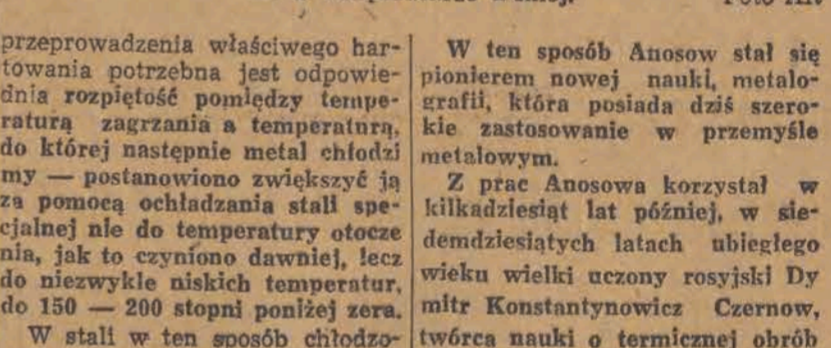 przeprowadzenia właściwego har-
towania potrzebna jest odpowie-
dnia rozpiętość pomiędzy tempe-
raturą zagrzania a temperaturą,
do której następnie metal chłodzi
my — postanowiono zwiększyć ją
za pomocą ochładzania stali spe-
cjalnej nie do temperatury otocze
nia, jak to czyniono dawniej, lecz
do niezwykle niskich temperatur,
do 150 — 200 stopni poniżej zera.
W stali w ten sposób chłodzo-
W ten sposób Anosow stał się
pionierem nowej nauki, metalo-
grafii, która posiada dziś szero-
kie zastosowanie w przemyśle
metalowym.
Z prac Anosowa korzystał w
kilkadziesiąt lat później, w sie-
demdziesiątych latach ubiegłego
wieku wielki uczony rosyjski Dy
mitr Konstantynowicz Czernow,
twórca nauki o termicznej obrób